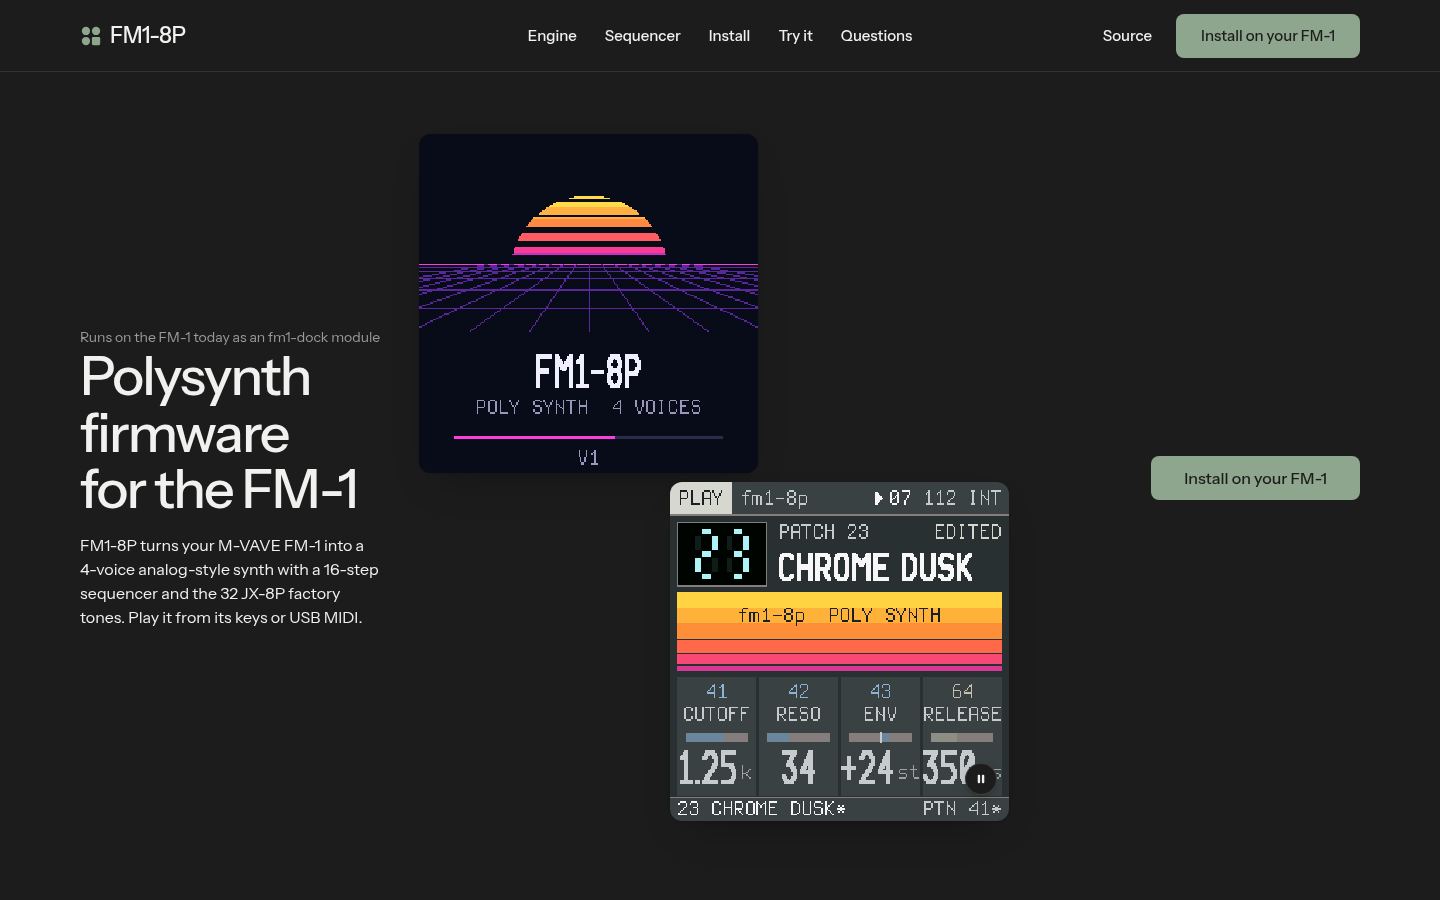 FM1-8P
Engine
Sequencer
Install
Try it
Questions
Source
Install on your FM-1
FM1-8P
POLY SYNTH 4 VOICES
V1
Runs on the FM-1 today as an fm1-dock module
Polysynth
firmware
for the FM-1
FM1-8P turns your M-VAVE FM-1 into a
4-voice analog-style synth with a 16-step
sequencer and the 32 JX-8P factory
tones. Play it from its keys or USB MIDI.
Install on your FM-1
PLAY fm1-8p 07 112 INT
23 PATCH 23 EDITED
CHROME DUSK
fm1-8p POLY SYNTH
41 42 43 64
CUTOFF RESO ENV RELEASE
1.25k 34 +24st 350
23 CHROME DUSK* PTN 41*